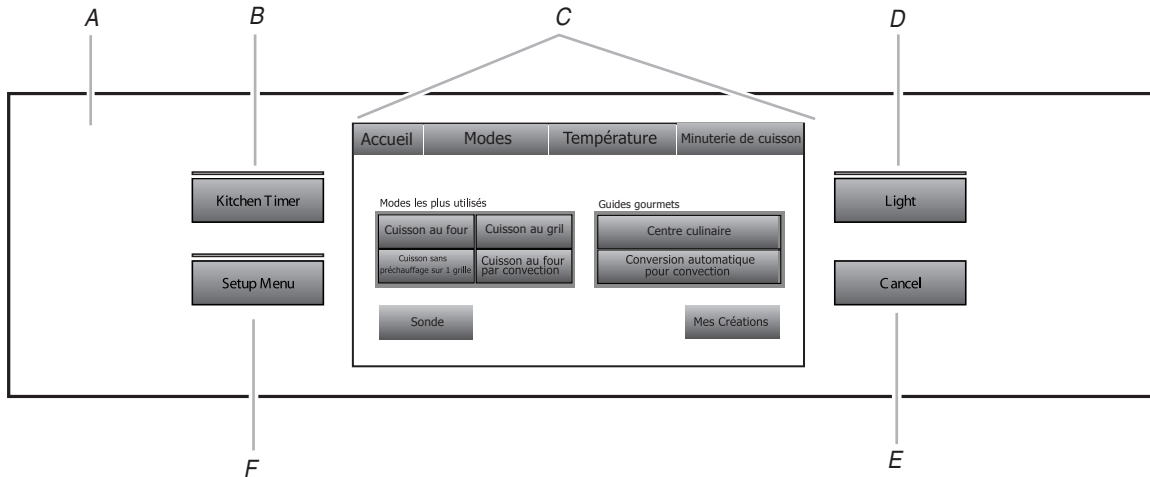 A
B
C
D
Accueil
Modes
Température
Minuterie de cuisson
Kitchen Timer
Light
Modes les plus utilisés
Guides gourmets
Cuisson au four
Cuisson au gril
Centre culinaire
Cuisson sans
préchauffage sur 1 grille
Cuisson au four
par convection
Conversion automatique
pour convection
Setup Menu
Cancel
Sonde
Mes Créations
F
E